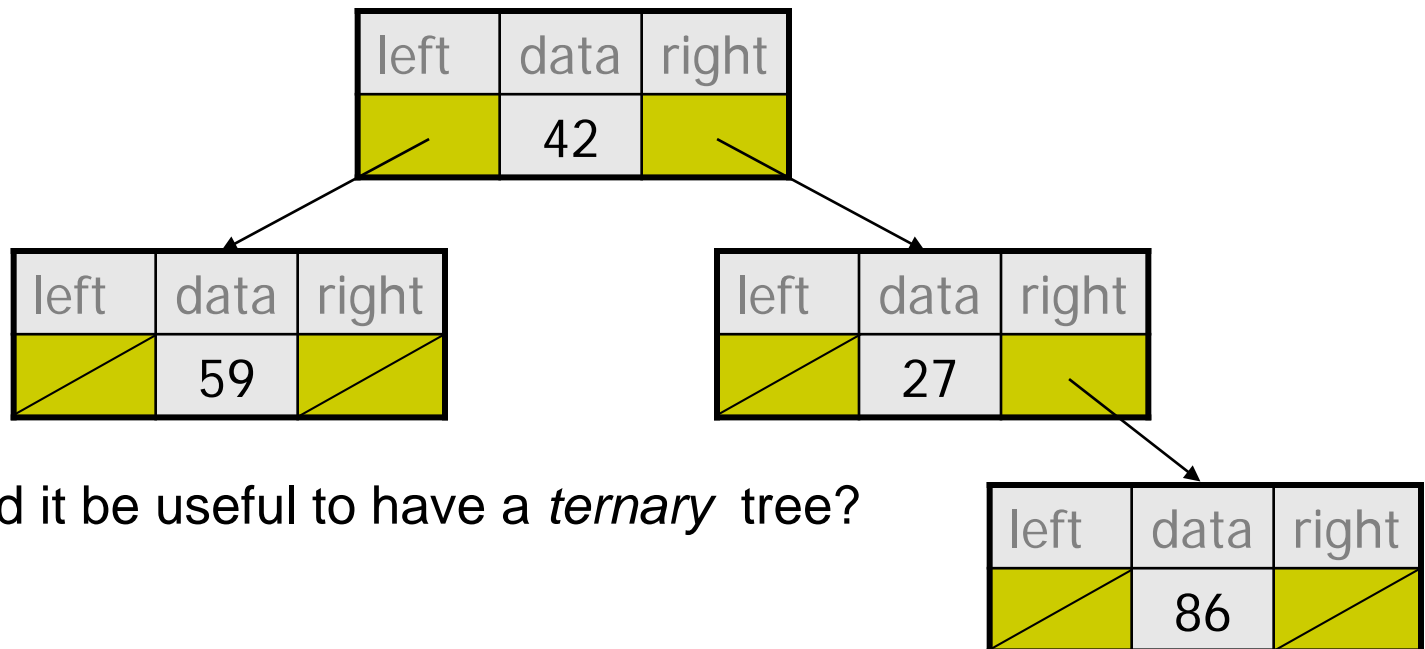 left data right
42
left data right
59
left data right
27
d it be useful to have a ternary tree?
left data right
86